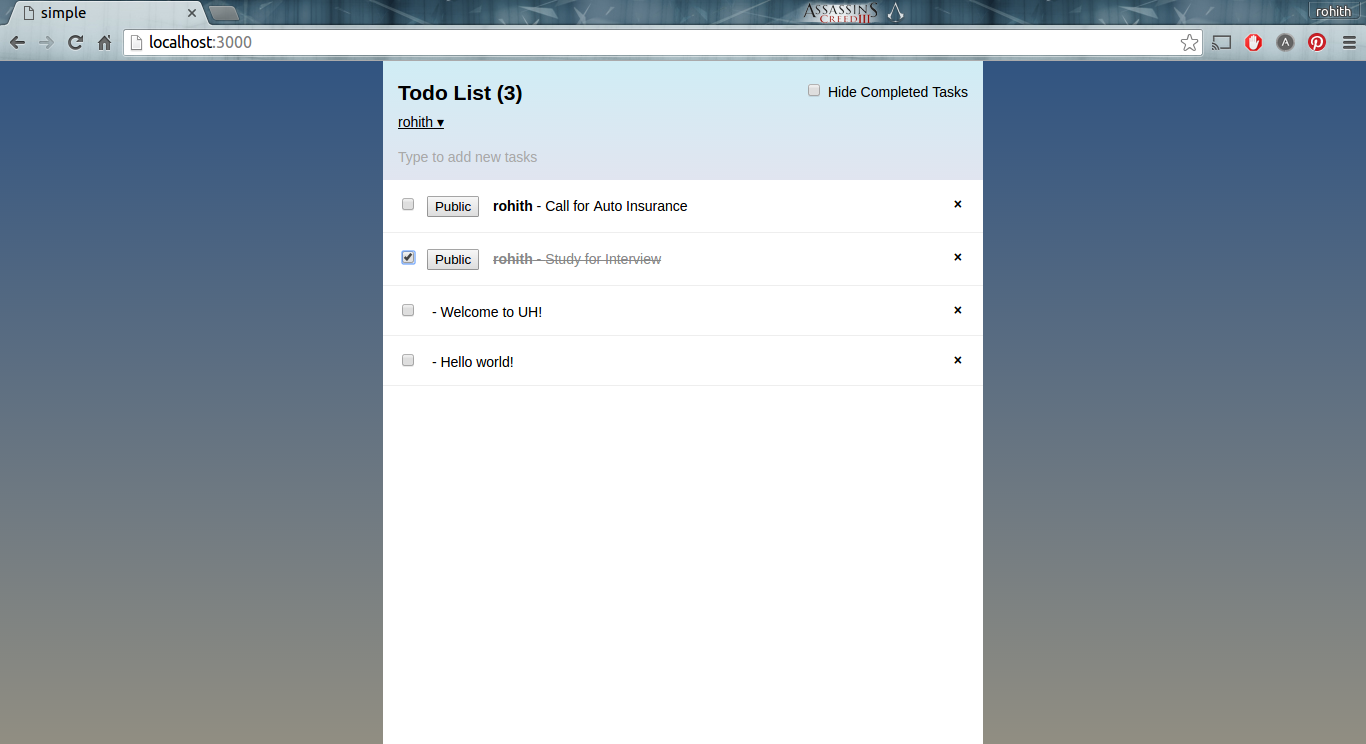 simple
ASSASSINS
CREED III
rohith
localhost:3000
Todo List (3)
Hide Completed Tasks
rohith ▾
Type to add new tasks
Public rohith - Call for Auto Insurance ×
Public rohith - Study for Interview ×
- Welcome to UH! ×
- Hello world! ×